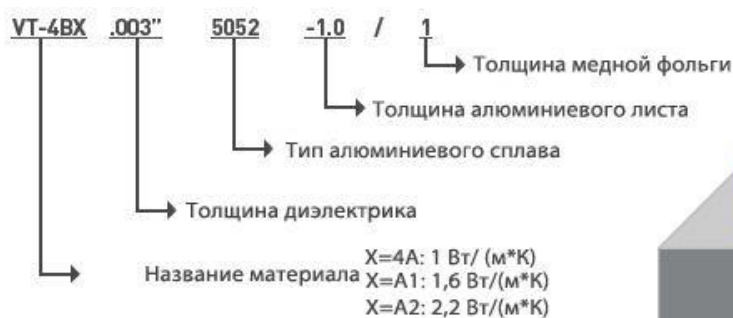 VT-4BX .003" 5052 -1.0 / 1
Толщина медной фольги
Толщина алюминиевого листа
Тип алюминиевого сплава
Толщина диэлектрика
Название материала
X=4A: 1 Вт/ (м*К)
X=A1: 1,6 Вт/(м*К)
X=A2: 2,2 Вт/(м*К)